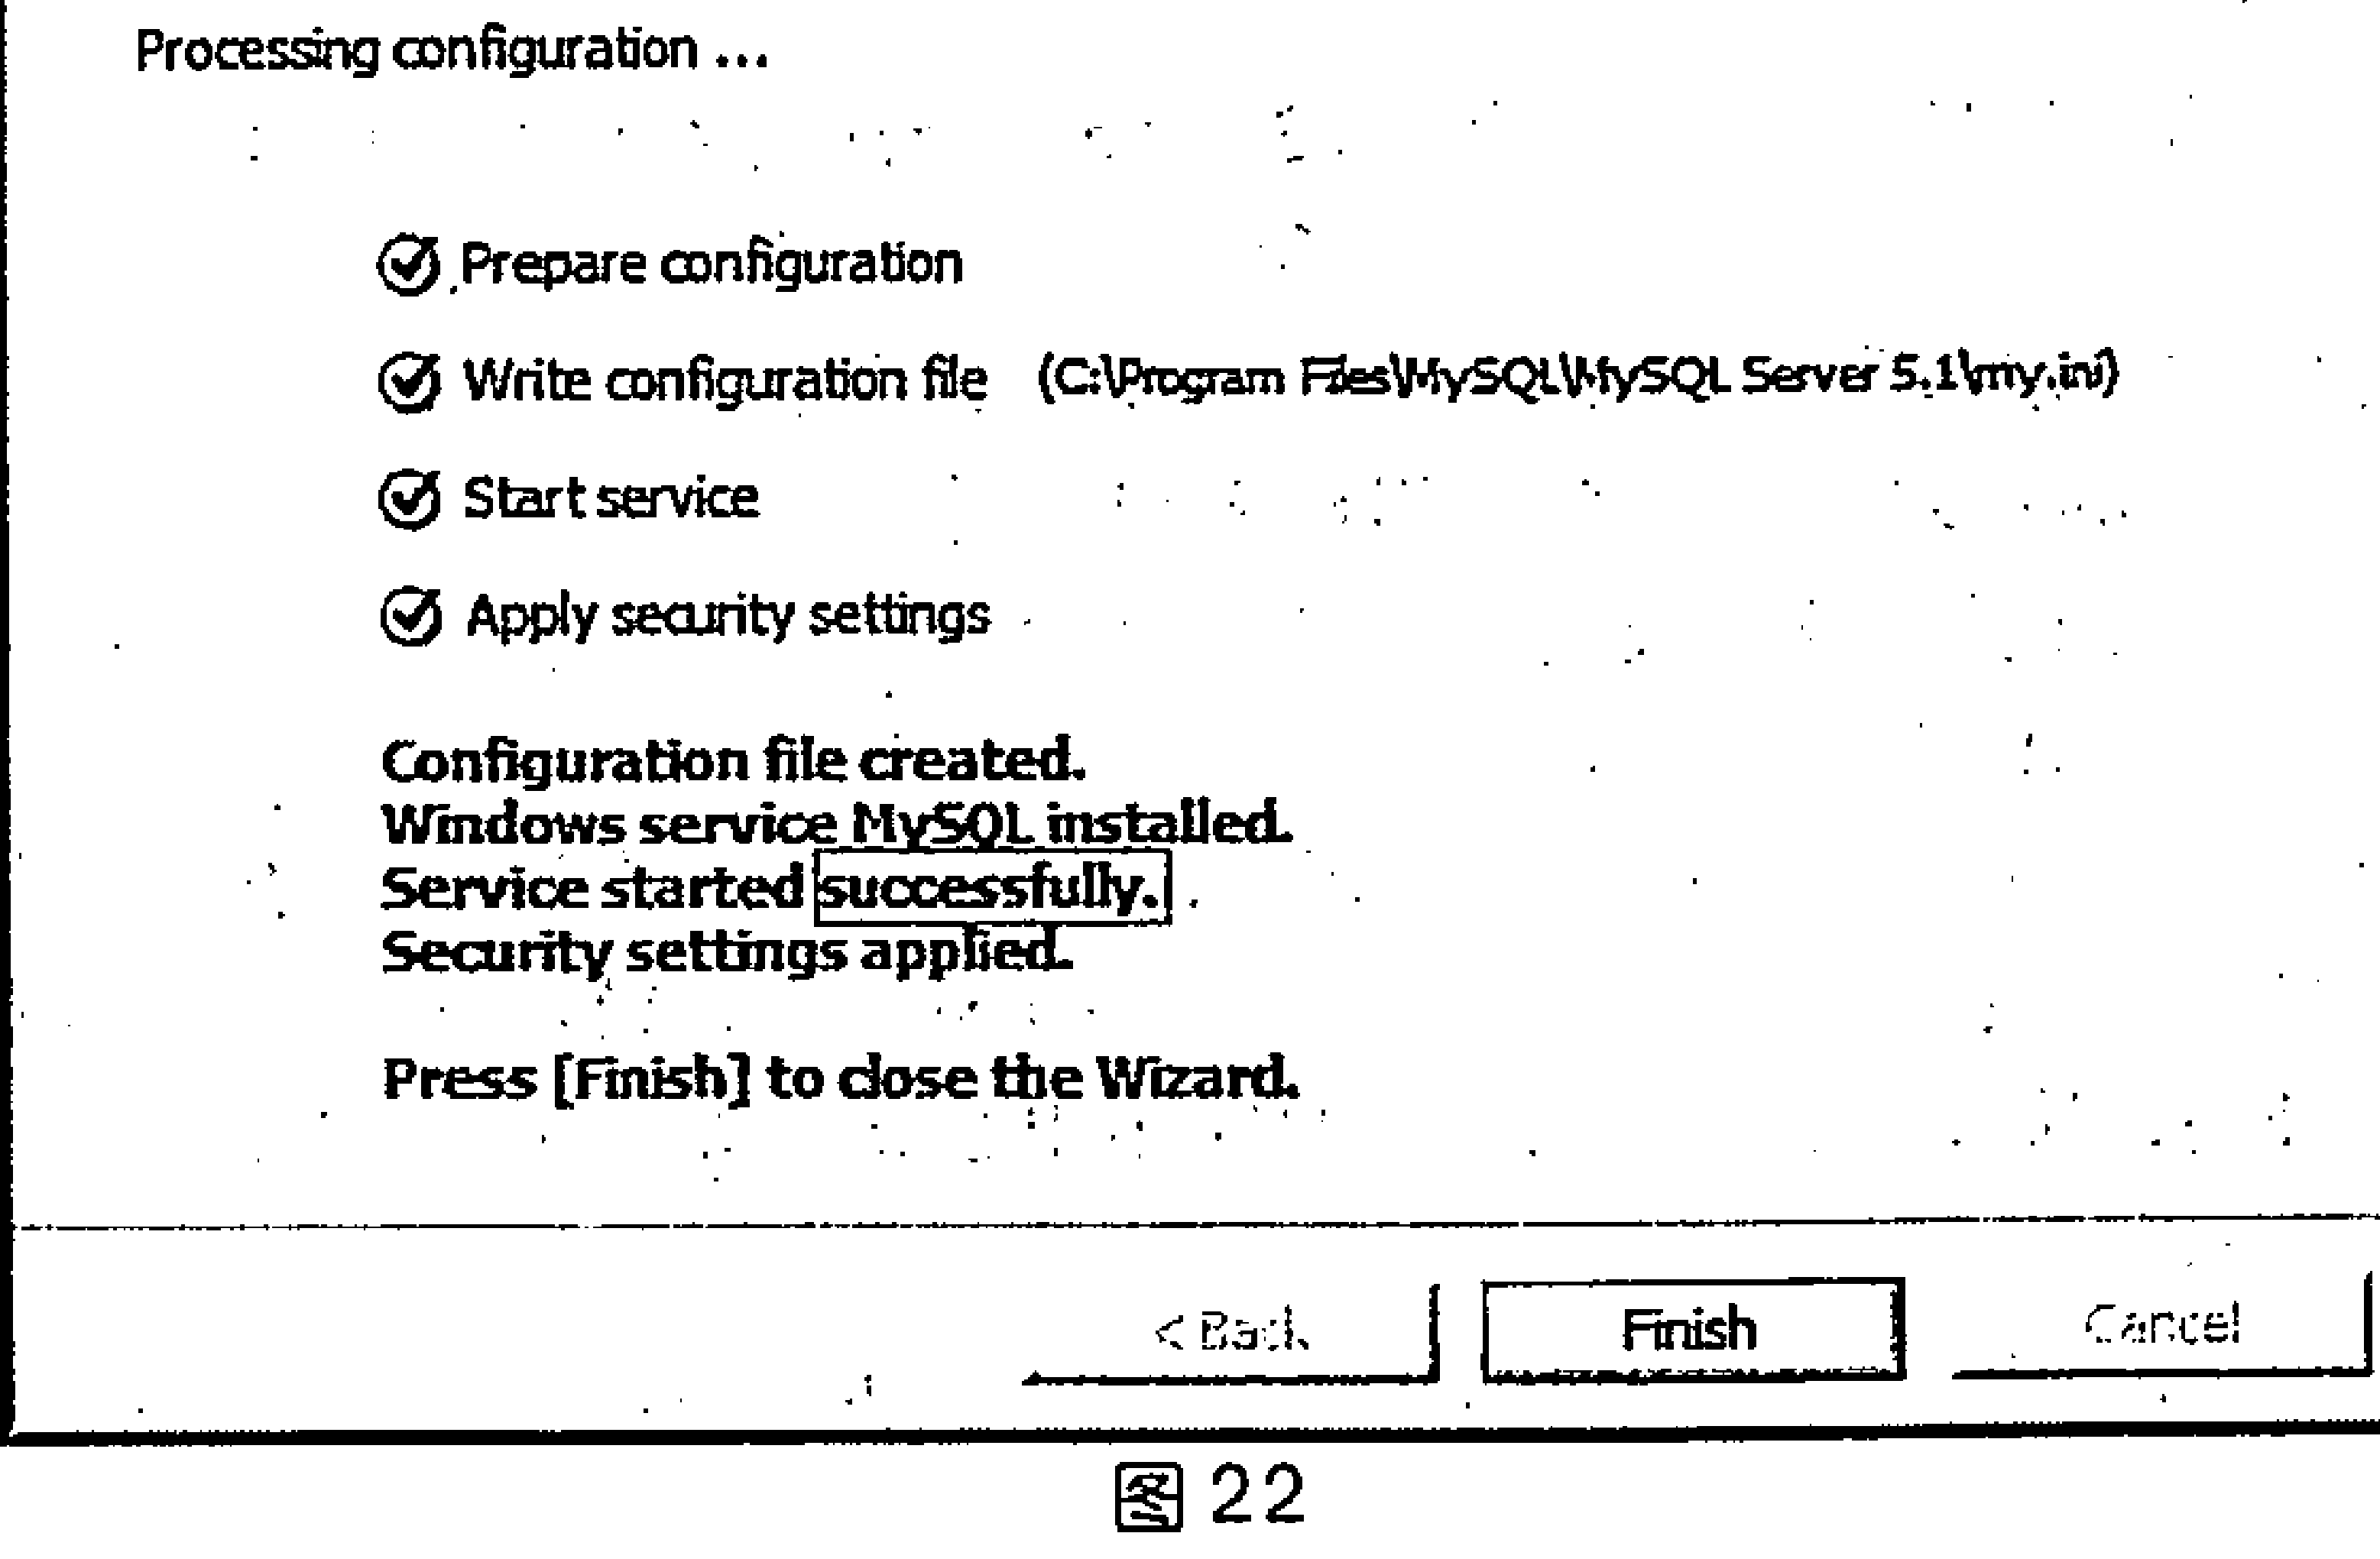 Processing configuration ...
Prepare configuration
Write configuration file (C:\Program Files\MySQL\MySQL Server 5.1\my.ini)
Start service
Apply security settings
Configuration file created.
Windows service MySQL installed.
Service started successfully.
Security settings applied.
Press [Finish] to close the Wizard.
< Back Finish Cancel
图 22